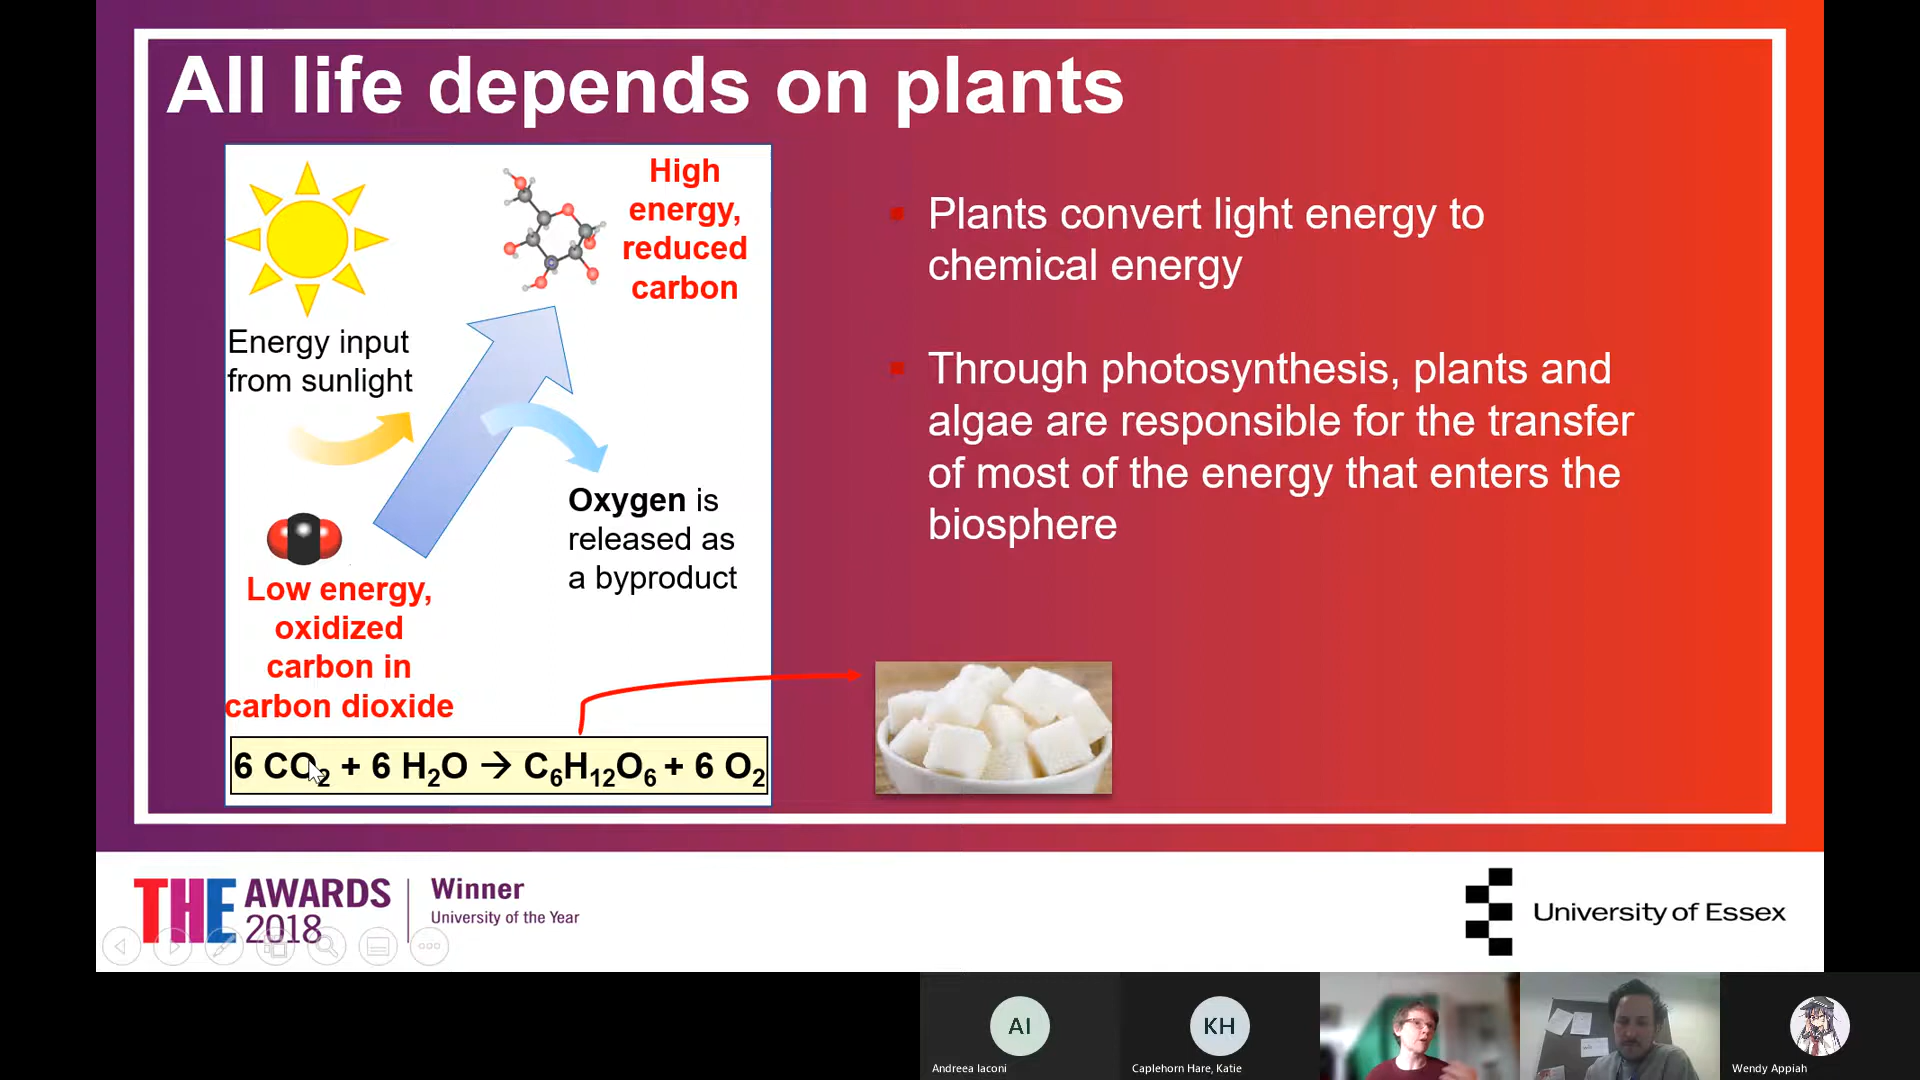 All life depends on plants
High
energy,
reduced
carbon
Energy input
from sunlight
Oxygen is
released as
a byproduct
Low energy,
oxidized
carbon in
carbon dioxide
6 CO₂ + 6 H₂O → C₆H₁₂O₆ + 6 O₂
Plants convert light energy to
chemical energy
Through photosynthesis, plants and
algae are responsible for the transfer
of most of the energy that enters the
biosphere
THE AWARDS
2018
Winner
University of the Year
University of Essex
AI
Andreea Iaconi
KH
Caplehorn Hare, Katie
Wendy Appiah